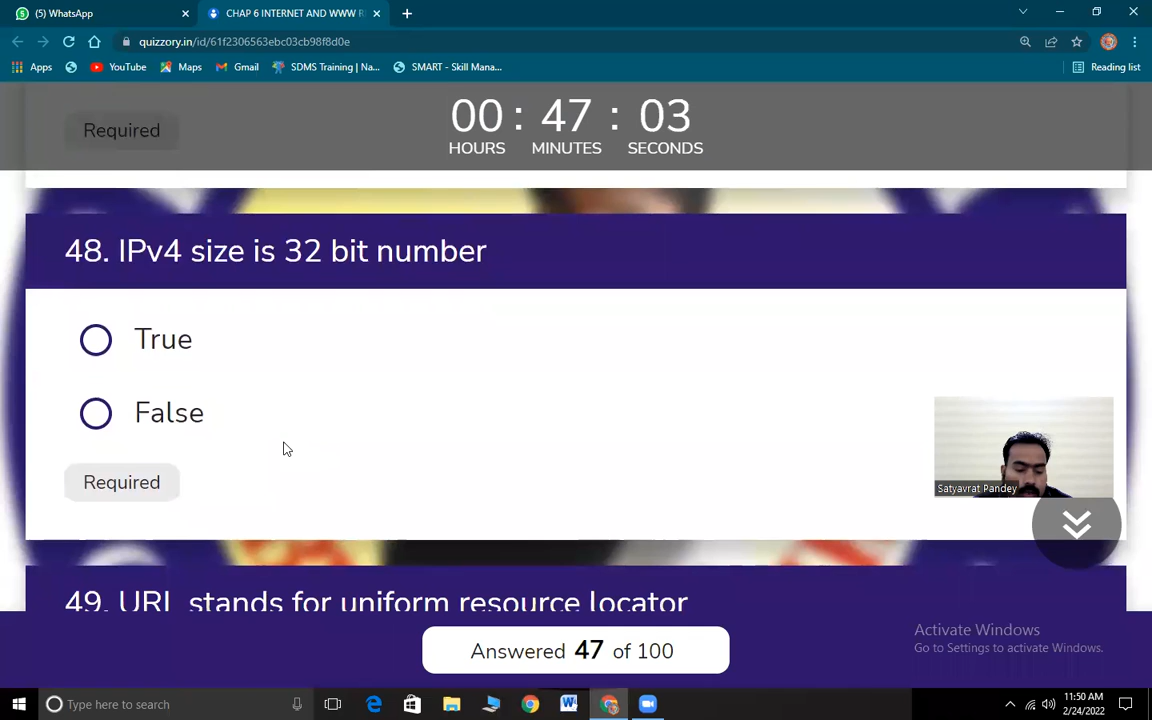 (5) WhatsApp
CHAP 6 INTERNET AND WWW R
quizzory.in/id/61f2306563ebc03cb98f8d0e
Apps
YouTube
Maps
Gmail
SDMS Training | Na...
SMART - Skill Mana...
Reading list
Required
00 : 47 : 03
HOURS MINUTES SECONDS
48. IPv4 size is 32 bit number
True
False
Required
Satyavrat Pandey
49. URL stands for uniform resource locator
Answered 47 of 100
Activate Windows
Go to Settings to activate Windows.
Type here to search
11:50 AM
2/24/2022